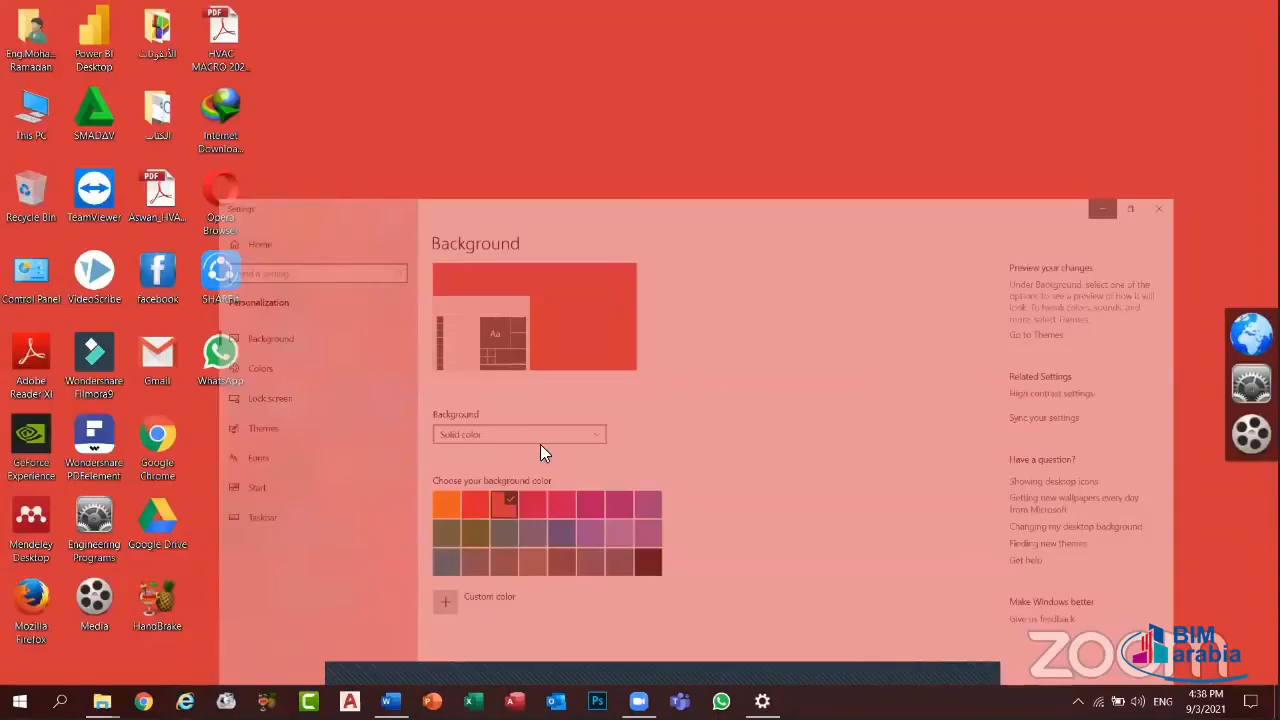 Eng.Moha...
Ramadan
Power BI
Desktop
الأيقونات
PDF
HVAC
MACRO 202...
This PC
SMADAV
الكتاب
Internet
Downloa...
Recycle Bin
TeamViewer
PDF
Aswan_HVA...
Opera
Browser
Control Panel
VideoScribe
facebook
SHAREit
Adobe
Reader XI
Wondershare
Filmora9
Gmail
WhatsApp
GeForce
Experience
Wondershare
PDFelement
Google
Chrome
Mendeley
Desktop
Engineering
Programs
Google Drive
Mozilla
Firefox
Media
HandBrake
Settings
Home
Find a setting
Personalization
Background
Colors
Lock screen
Themes
Fonts
Start
Taskbar
Background
Aa
Background
Solid color
Choose your background color
Custom color
Preview your changes
Under Background, select one of the
options to see a preview of how it will
look. To tweak colors, sounds, and
more, select Themes.
Go to Themes
Related Settings
High contrast settings
Sync your settings
Have a question?
Showing desktop icons
Getting new wallpapers every day
from Microsoft
Changing my desktop background
Finding new themes
Get help
Make Windows better
Give us feedback
zoom
BIM
arabia
ENG
4:38 PM
9/3/2021